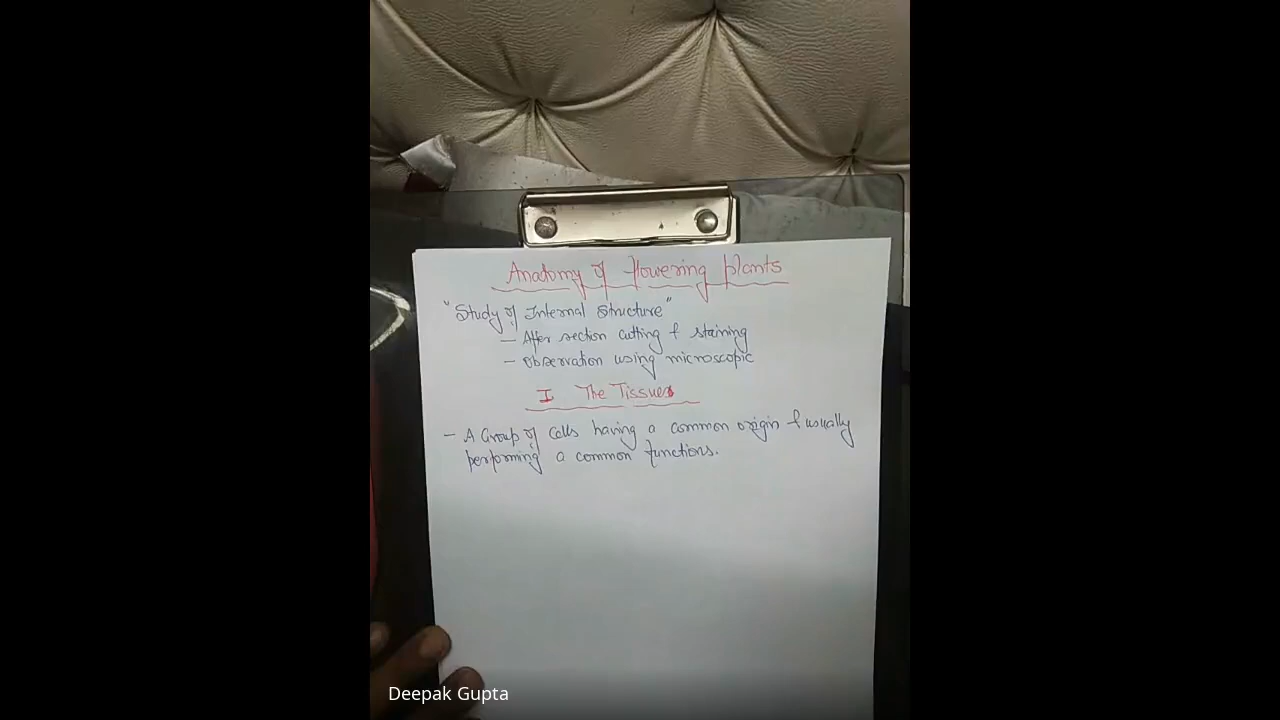 Anatomy of flowering plants
"Study of Internal Structure"
- After section cutting & staining
- Observation using microscopic
I The Tissues
- A Group of cells having a common origin & usually
performing a common functions.
Deepak Gupta